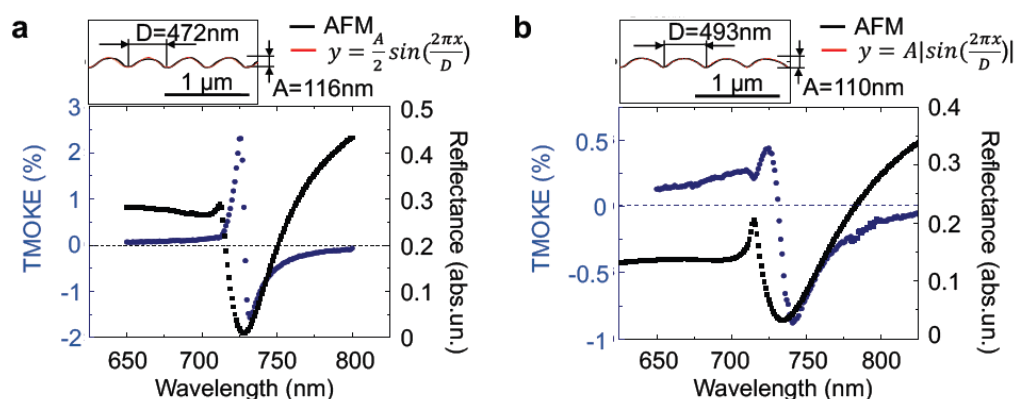 a
D=472nm
AFM
y = A/2 sin(2πx/D)
1 μm
A=116nm
3
2
1
0
-1
-2
TMOKE (%)
0.5
0.4
0.3
0.2
0.1
0
Reflectance (abs.un.)
650 700 750 800
Wavelength (nm)
b
D=493nm
AFM
y = A|sin(2πx/D)|
1 μm
A=110nm
0.5
0
-0.5
-1
TMOKE (%)
0.4
0.3
0.2
0.1
0
Reflectance (abs.un.)
650 700 750 800
Wavelength (nm)